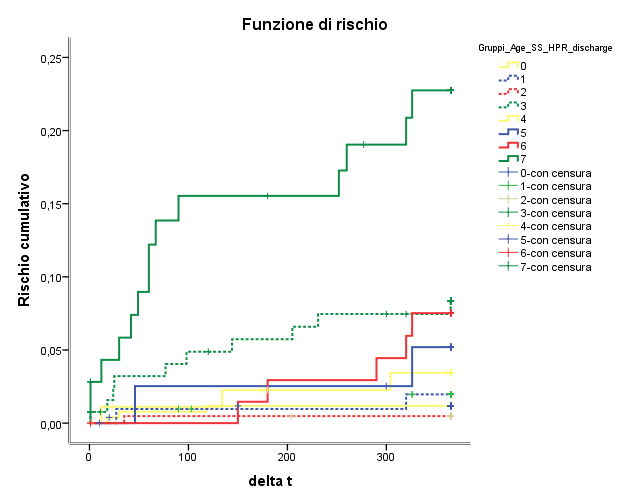 Funzione di rischio
Gruppi_Age_SS_HPR_discharge
0
1
2
3
4
5
6
7
0-con censura
1-con censura
2-con censura
3-con censura
4-con censura
5-con censura
6-con censura
7-con censura
Rischio cumulativo
0,25
0,20
0,15
0,10
0,05
0,00
0
100
200
300
delta t